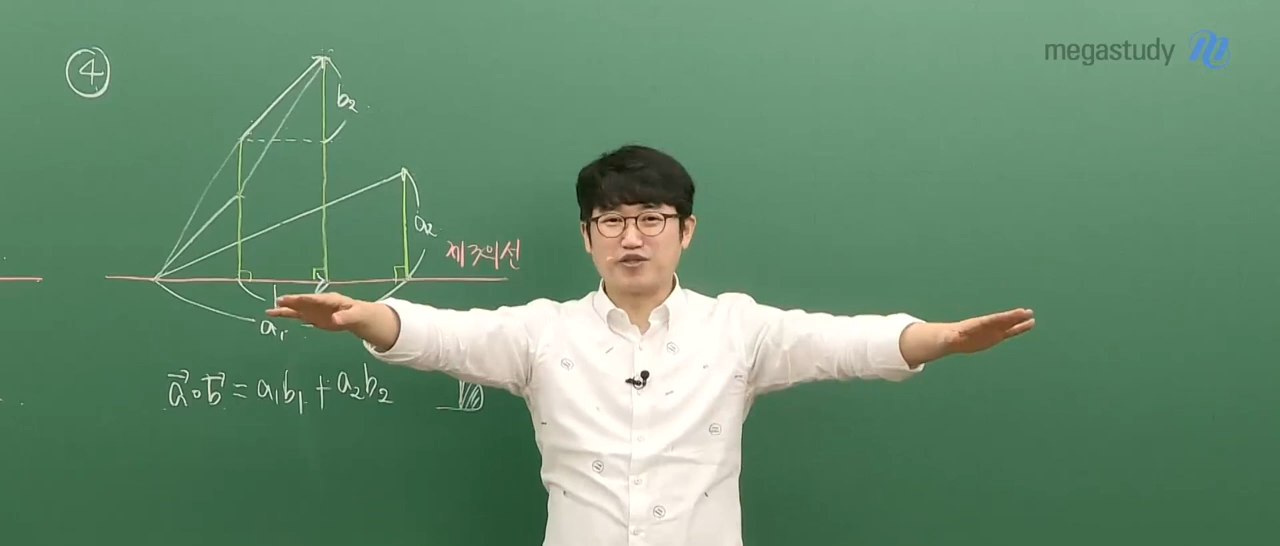 megastudy
④
b₂
a₂
제3의선
a₁
a⃗∘b⃗ = a₁b₁ + a₂b₂